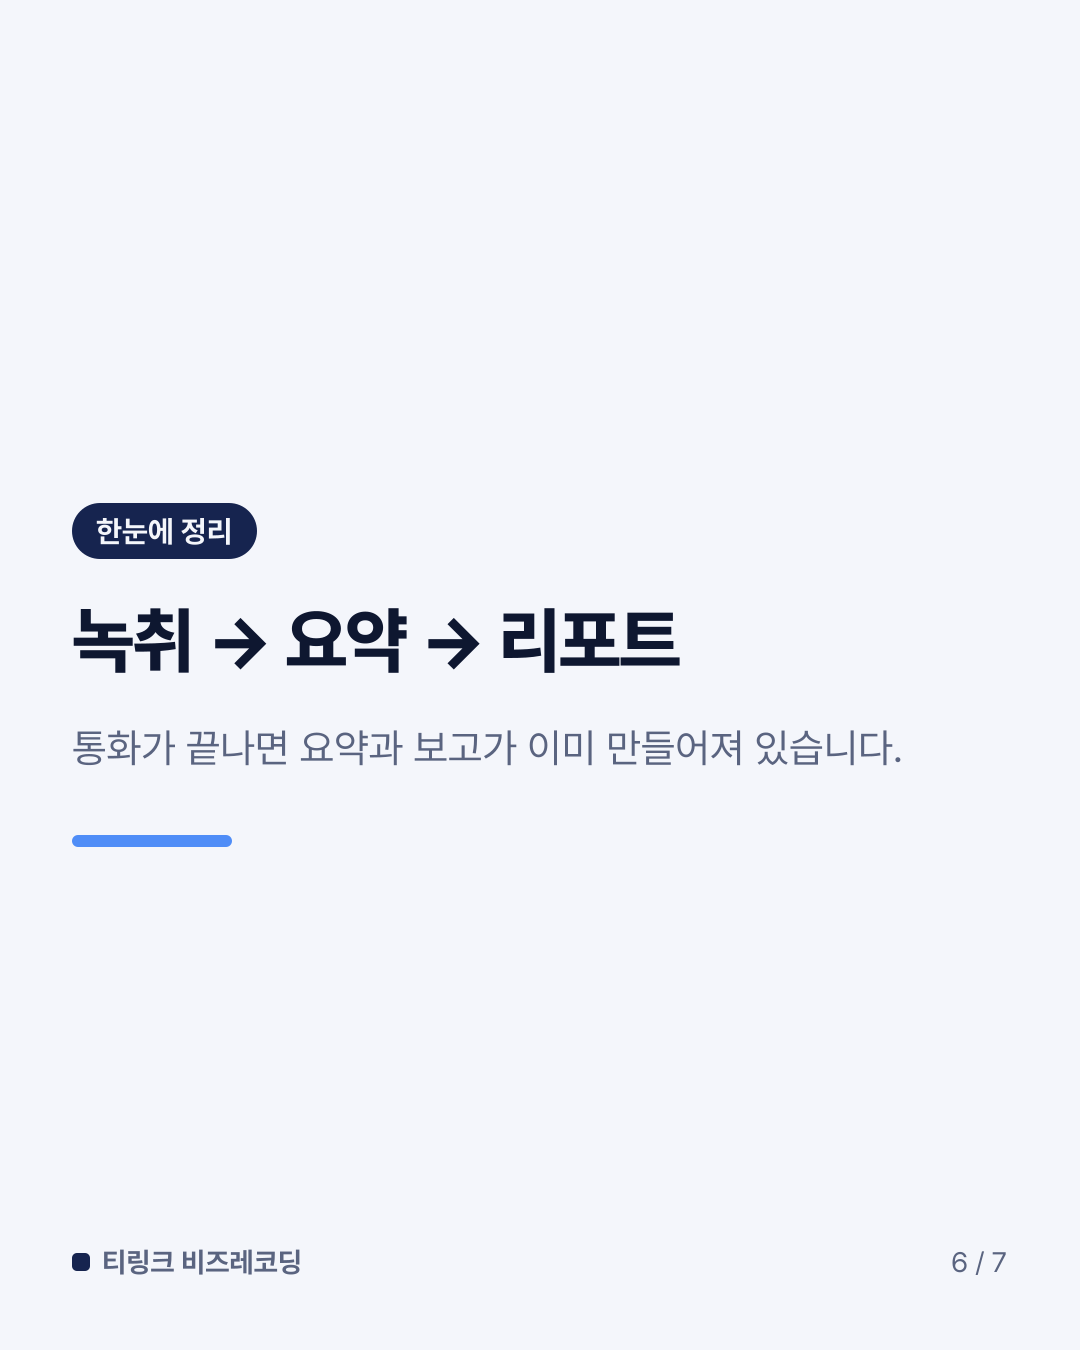 한눈에 정리
녹취 → 요약 → 리포트
통화가 끝나면 요약과 보고가 이미 만들어져 있습니다.
티링크 비즈레코딩
6 / 7